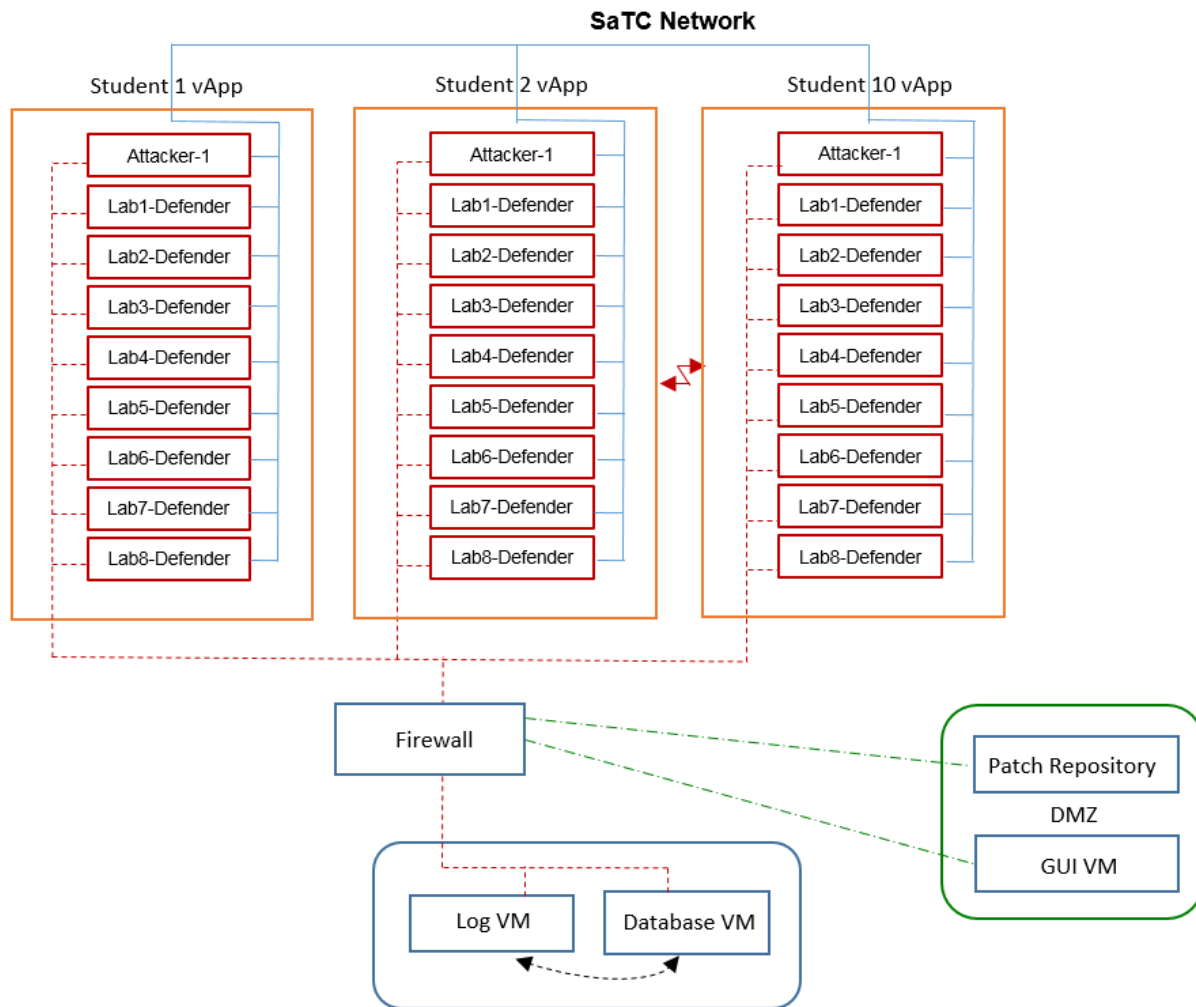 SaTC Network
Student 1 vApp
Student 2 vApp
Student 10 vApp
Attacker-1
Lab1-Defender
Lab2-Defender
Lab3-Defender
Lab4-Defender
Lab5-Defender
Lab6-Defender
Lab7-Defender
Lab8-Defender
Attacker-1
Lab1-Defender
Lab2-Defender
Lab3-Defender
Lab4-Defender
Lab5-Defender
Lab6-Defender
Lab7-Defender
Lab8-Defender
Attacker-1
Lab1-Defender
Lab2-Defender
Lab3-Defender
Lab4-Defender
Lab5-Defender
Lab6-Defender
Lab7-Defender
Lab8-Defender
Firewall
Patch Repository
DMZ
GUI VM
Log VM
Database VM